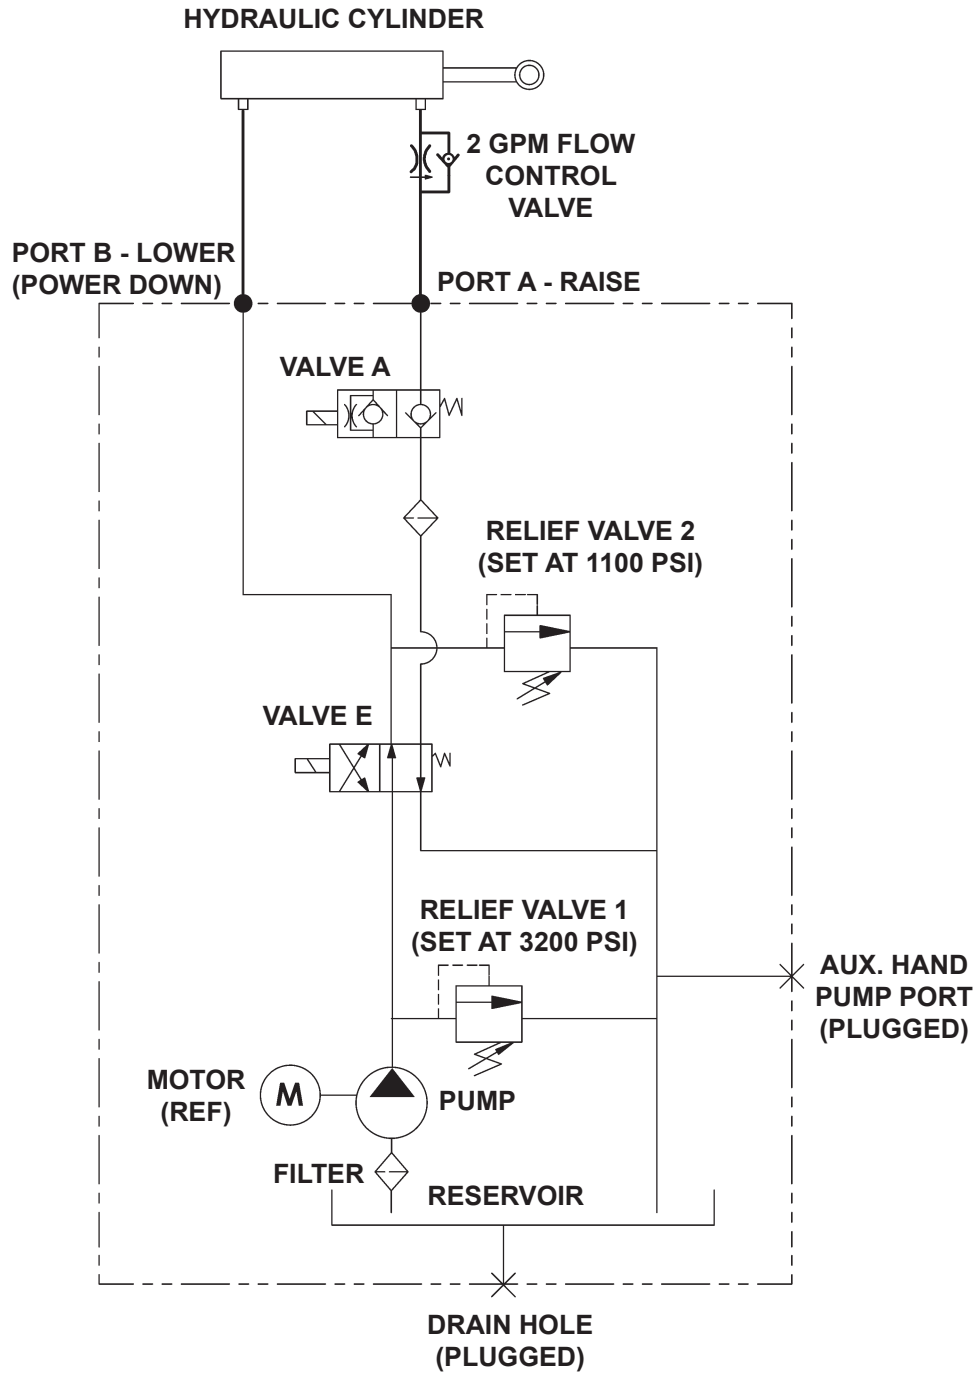 HYDRAULIC CYLINDER
2 GPM FLOW
CONTROL
VALVE
PORT B - LOWER
(POWER DOWN)
PORT A - RAISE
VALVE A
RELIEF VALVE 2
(SET AT 1100 PSI)
VALVE E
RELIEF VALVE 1
(SET AT 3200 PSI)
AUX. HAND
PUMP PORT
(PLUGGED)
MOTOR
(REF)
M
PUMP
FILTER
RESERVOIR
DRAIN HOLE
(PLUGGED)